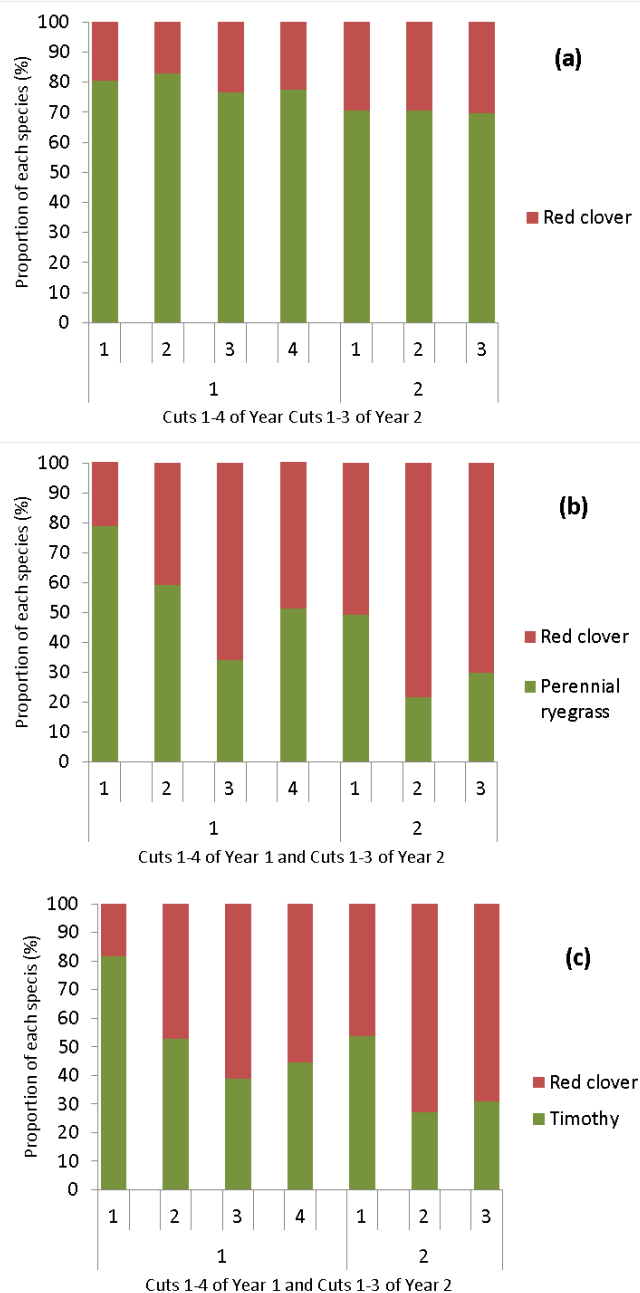 Proportion of each species (%)
100
90
80
70
60
50
40
30
20
10
0
(a)
Red clover
1 2 3 4 1 2 3
1 2
Cuts 1-4 of Year Cuts 1-3 of Year 2
Proportion of each species (%)
100
90
80
70
60
50
40
30
20
10
0
(b)
Red clover
Perennial
ryegrass
1 2 3 4 1 2 3
1 2
Cuts 1-4 of Year 1 and Cuts 1-3 of Year 2
Proportion of each specis (%)
100
90
80
70
60
50
40
30
20
10
0
(c)
Red clover
Timothy
1 2 3 4 1 2 3
1 2
Cuts 1-4 of Year 1 and Cuts 1-3 of Year 2